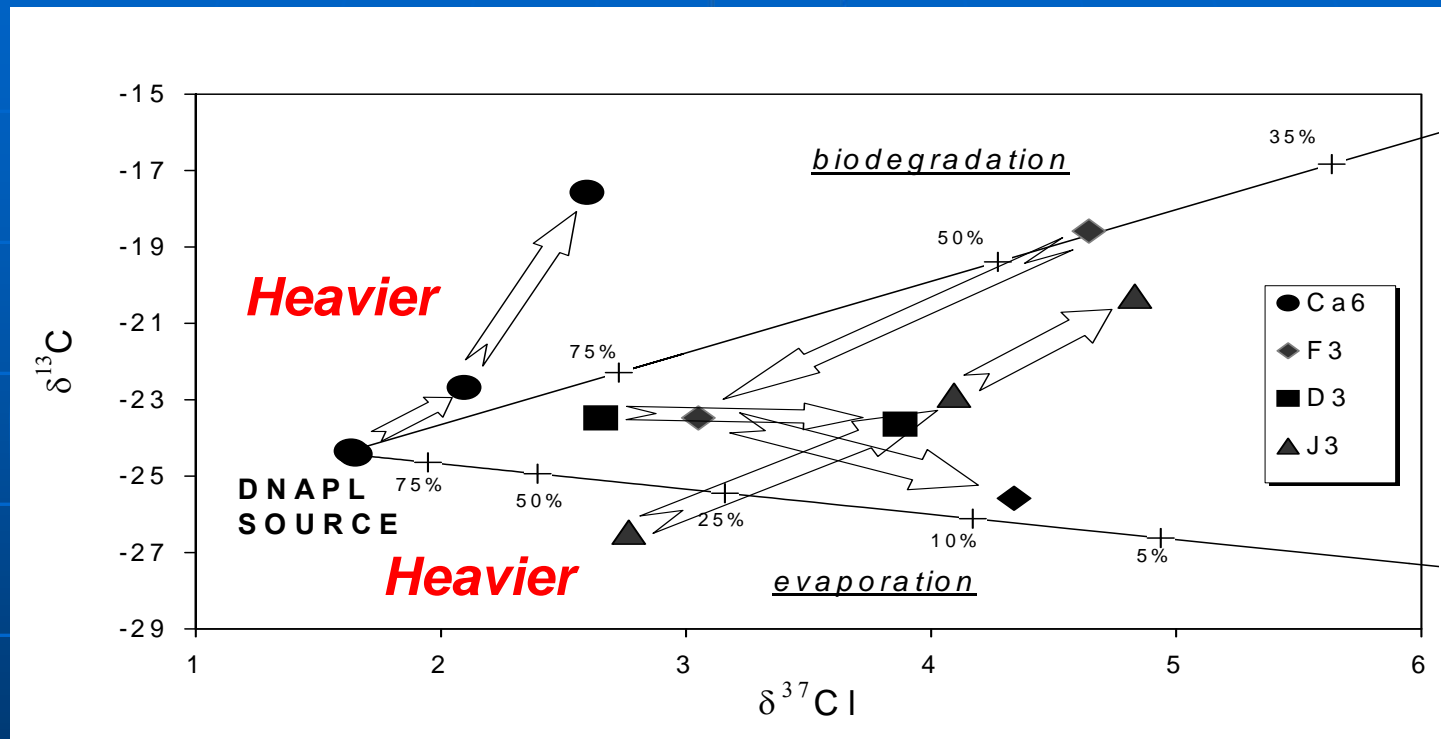 -15
-17
-19
-21
-23
-25
-27
-29
δ¹³C
biodegradation
35%
50%
75%
Heavier
Ca6
F3
D3
J3
DNAPL
SOURCE
75%
50%
25%
10%
5%
Heavier
evaporation
1
2
3
4
5
6
δ³⁷Cl